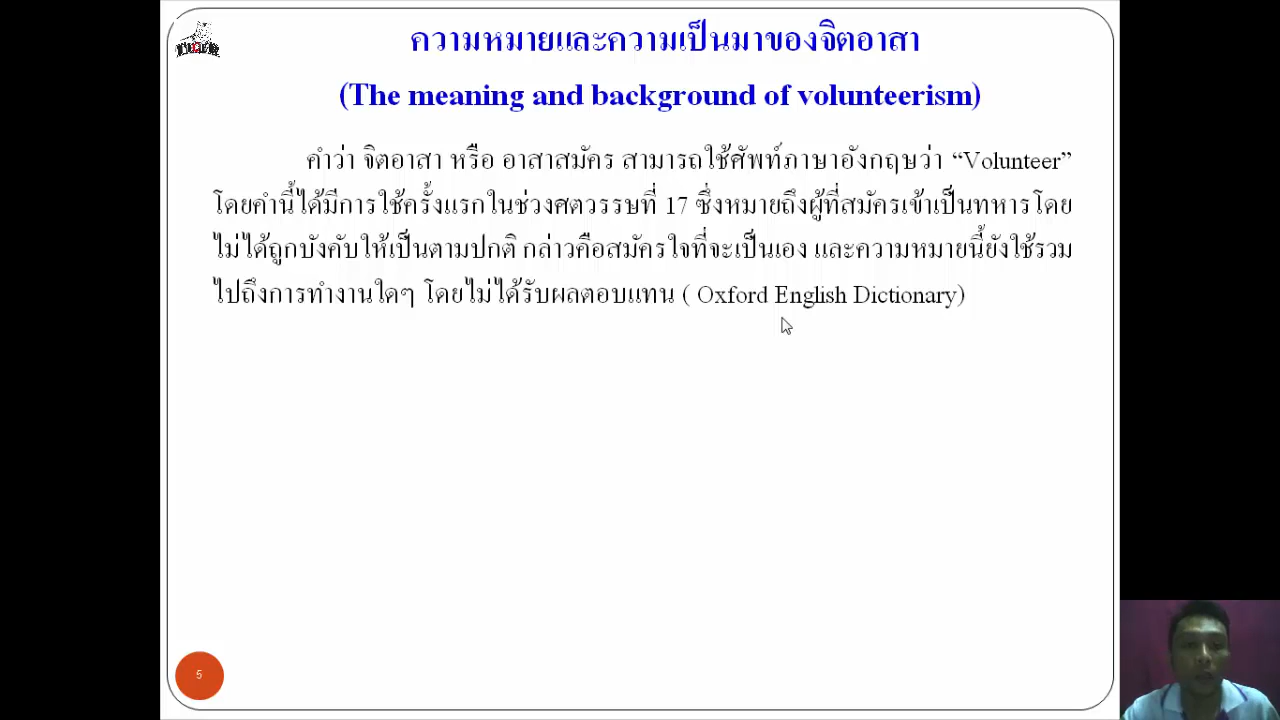 ความหมายและความเป็นมาของจิตอาสา
(The meaning and background of volunteerism)
คำว่า จิตอาสา หรือ อาสาสมัคร สามารถใช้ศัพท์ภาษาอังกฤษว่า “Volunteer”
โดยคำนี้ได้มีการใช้ครั้งแรกในช่วงศตวรรษที่ 17 ซึ่งหมายถึงผู้ที่สมัครเข้าเป็นทหารโดย
ไม่ได้ถูกบังคับให้เป็นตามปกติ กล่าวคือสมัครใจที่จะเป็นเอง และความหมายนี้ยังใช้รวม
ไปถึงการทำงานใดๆ โดยไม่ได้รับผลตอบแทน ( Oxford English Dictionary)
5